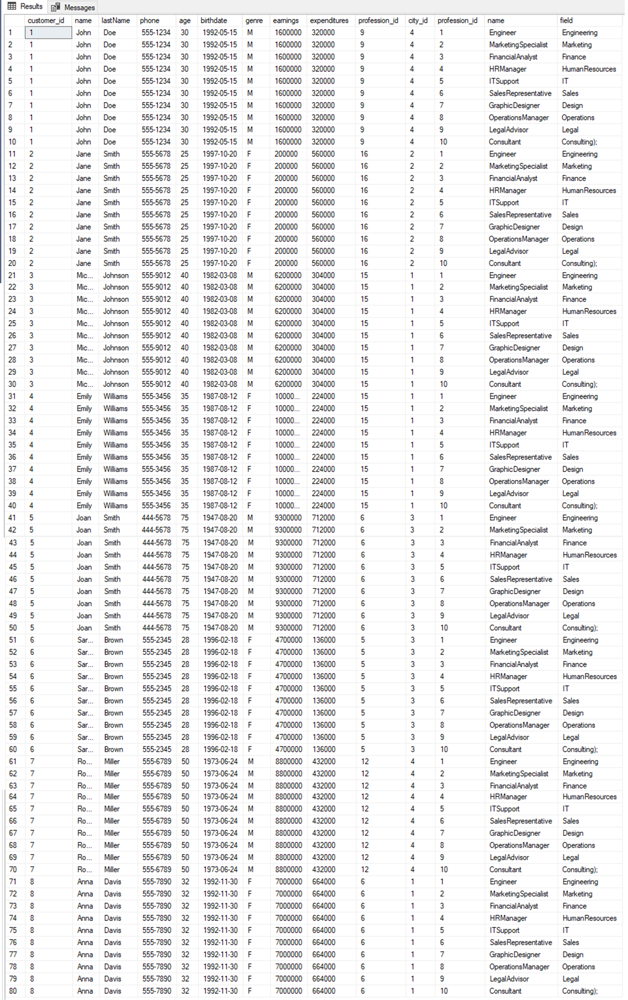 Results Messages
customer_id name lastName phone age birthdate genre earnings expenditures profession_id city_id profession_id name field
1 1 John Doe 555-1234 30 1992-05-15 M 1600000 320000 9 4 1 Engineer Engineering
2 1 John Doe 555-1234 30 1992-05-15 M 1600000 320000 9 4 2 MarketingSpecialist Marketing
3 1 John Doe 555-1234 30 1992-05-15 M 1600000 320000 9 4 3 FinancialAnalyst Finance
4 1 John Doe 555-1234 30 1992-05-15 M 1600000 320000 9 4 4 HRManager HumanResources
5 1 John Doe 555-1234 30 1992-05-15 M 1600000 320000 9 4 5 ITSupport IT
6 1 John Doe 555-1234 30 1992-05-15 M 1600000 320000 9 4 6 SalesRepresentative Sales
7 1 John Doe 555-1234 30 1992-05-15 M 1600000 320000 9 4 7 GraphicDesigner Design
8 1 John Doe 555-1234 30 1992-05-15 M 1600000 320000 9 4 8 OperationsManager Operations
9 1 John Doe 555-1234 30 1992-05-15 M 1600000 320000 9 4 9 LegalAdvisor Legal
10 1 John Doe 555-1234 30 1992-05-15 M 1600000 320000 9 4 10 Consultant Consulting);
11 2 Jane Smith 555-5678 25 1997-10-20 F 200000 560000 16 2 1 Engineer Engineering
12 2 Jane Smith 555-5678 25 1997-10-20 F 200000 560000 16 2 2 MarketingSpecialist Marketing
13 2 Jane Smith 555-5678 25 1997-10-20 F 200000 560000 16 2 3 FinancialAnalyst Finance
14 2 Jane Smith 555-5678 25 1997-10-20 F 200000 560000 16 2 4 HRManager HumanResources
15 2 Jane Smith 555-5678 25 1997-10-20 F 200000 560000 16 2 5 ITSupport IT
16 2 Jane Smith 555-5678 25 1997-10-20 F 200000 560000 16 2 6 SalesRepresentative Sales
17 2 Jane Smith 555-5678 25 1997-10-20 F 200000 560000 16 2 7 GraphicDesigner Design
18 2 Jane Smith 555-5678 25 1997-10-20 F 200000 560000 16 2 8 OperationsManager Operations
19 2 Jane Smith 555-5678 25 1997-10-20 F 200000 560000 16 2 9 LegalAdvisor Legal
20 2 Jane Smith 555-5678 25 1997-10-20 F 200000 560000 16 2 10 Consultant Consulting);
21 3 Mic... Johnson 555-9012 40 1982-03-08 M 6200000 304000 15 1 1 Engineer Engineering
22 3 Mic... Johnson 555-9012 40 1982-03-08 M 6200000 304000 15 1 2 MarketingSpecialist Marketing
23 3 Mic... Johnson 555-9012 40 1982-03-08 M 6200000 304000 15 1 3 FinancialAnalyst Finance
24 3 Mic... Johnson 555-9012 40 1982-03-08 M 6200000 304000 15 1 4 HRManager HumanResources
25 3 Mic... Johnson 555-9012 40 1982-03-08 M 6200000 304000 15 1 5 ITSupport IT
26 3 Mic... Johnson 555-9012 40 1982-03-08 M 6200000 304000 15 1 6 SalesRepresentative Sales
27 3 Mic... Johnson 555-9012 40 1982-03-08 M 6200000 304000 15 1 7 GraphicDesigner Design
28 3 Mic... Johnson 555-9012 40 1982-03-08 M 6200000 304000 15 1 8 OperationsManager Operations
29 3 Mic... Johnson 555-9012 40 1982-03-08 M 6200000 304000 15 1 9 LegalAdvisor Legal
30 3 Mic... Johnson 555-9012 40 1982-03-08 M 6200000 304000 15 1 10 Consultant Consulting);
31 4 Emily Williams 555-3456 35 1987-08-12 F 10000... 224000 15 1 1 Engineer Engineering
32 4 Emily Williams 555-3456 35 1987-08-12 F 10000... 224000 15 1 2 MarketingSpecialist Marketing
33 4 Emily Williams 555-3456 35 1987-08-12 F 10000... 224000 15 1 3 FinancialAnalyst Finance
34 4 Emily Williams 555-3456 35 1987-08-12 F 10000... 224000 15 1 4 HRManager HumanResources
35 4 Emily Williams 555-3456 35 1987-08-12 F 10000... 224000 15 1 5 ITSupport IT
36 4 Emily Williams 555-3456 35 1987-08-12 F 10000... 224000 15 1 6 SalesRepresentative Sales
37 4 Emily Williams 555-3456 35 1987-08-12 F 10000... 224000 15 1 7 GraphicDesigner Design
38 4 Emily Williams 555-3456 35 1987-08-12 F 10000... 224000 15 1 8 OperationsManager Operations
39 4 Emily Williams 555-3456 35 1987-08-12 F 10000... 224000 15 1 9 LegalAdvisor Legal
40 4 Emily Williams 555-3456 35 1987-08-12 F 10000... 224000 15 1 10 Consultant Consulting);
41 5 Joan Smith 444-5678 75 1947-08-20 M 9300000 712000 6 3 1 Engineer Engineering
42 5 Joan Smith 444-5678 75 1947-08-20 M 9300000 712000 6 3 2 MarketingSpecialist Marketing
43 5 Joan Smith 444-5678 75 1947-08-20 M 9300000 712000 6 3 3 FinancialAnalyst Finance
44 5 Joan Smith 444-5678 75 1947-08-20 M 9300000 712000 6 3 4 HRManager HumanResources
45 5 Joan Smith 444-5678 75 1947-08-20 M 9300000 712000 6 3 5 ITSupport IT
46 5 Joan Smith 444-5678 75 1947-08-20 M 9300000 712000 6 3 6 SalesRepresentative Sales
47 5 Joan Smith 444-5678 75 1947-08-20 M 9300000 712000 6 3 7 GraphicDesigner Design
48 5 Joan Smith 444-5678 75 1947-08-20 M 9300000 712000 6 3 8 OperationsManager Operations
49 5 Joan Smith 444-5678 75 1947-08-20 M 9300000 712000 6 3 9 LegalAdvisor Legal
50 5 Joan Smith 444-5678 75 1947-08-20 M 9300000 712000 6 3 10 Consultant Consulting);
51 6 Sar... Brown 555-2345 28 1996-02-18 F 4700000 136000 5 3 1 Engineer Engineering
52 6 Sar... Brown 555-2345 28 1996-02-18 F 4700000 136000 5 3 2 MarketingSpecialist Marketing
53 6 Sar... Brown 555-2345 28 1996-02-18 F 4700000 136000 5 3 3 FinancialAnalyst Finance
54 6 Sar... Brown 555-2345 28 1996-02-18 F 4700000 136000 5 3 4 HRManager HumanResources
55 6 Sar... Brown 555-2345 28 1996-02-18 F 4700000 136000 5 3 5 ITSupport IT
56 6 Sar... Brown 555-2345 28 1996-02-18 F 4700000 136000 5 3 6 SalesRepresentative Sales
57 6 Sar... Brown 555-2345 28 1996-02-18 F 4700000 136000 5 3 7 GraphicDesigner Design
58 6 Sar... Brown 555-2345 28 1996-02-18 F 4700000 136000 5 3 8 OperationsManager Operations
59 6 Sar... Brown 555-2345 28 1996-02-18 F 4700000 136000 5 3 9 LegalAdvisor Legal
60 6 Sar... Brown 555-2345 28 1996-02-18 F 4700000 136000 5 3 10 Consultant Consulting);
61 7 Ro... Miller 555-6789 50 1973-06-24 M 8800000 432000 12 4 1 Engineer Engineering
62 7 Ro... Miller 555-6789 50 1973-06-24 M 8800000 432000 12 4 2 MarketingSpecialist Marketing
63 7 Ro... Miller 555-6789 50 1973-06-24 M 8800000 432000 12 4 3 FinancialAnalyst Finance
64 7 Ro... Miller 555-6789 50 1973-06-24 M 8800000 432000 12 4 4 HRManager HumanResources
65 7 Ro... Miller 555-6789 50 1973-06-24 M 8800000 432000 12 4 5 ITSupport IT
66 7 Ro... Miller 555-6789 50 1973-06-24 M 8800000 432000 12 4 6 SalesRepresentative Sales
67 7 Ro... Miller 555-6789 50 1973-06-24 M 8800000 432000 12 4 7 GraphicDesigner Design
68 7 Ro... Miller 555-6789 50 1973-06-24 M 8800000 432000 12 4 8 OperationsManager Operations
69 7 Ro... Miller 555-6789 50 1973-06-24 M 8800000 432000 12 4 9 LegalAdvisor Legal
70 7 Ro... Miller 555-6789 50 1973-06-24 M 8800000 432000 12 4 10 Consultant Consulting);
71 8 Anna Davis 555-7890 32 1992-11-30 F 7000000 664000 6 1 1 Engineer Engineering
72 8 Anna Davis 555-7890 32 1992-11-30 F 7000000 664000 6 1 2 MarketingSpecialist Marketing
73 8 Anna Davis 555-7890 32 1992-11-30 F 7000000 664000 6 1 3 FinancialAnalyst Finance
74 8 Anna Davis 555-7890 32 1992-11-30 F 7000000 664000 6 1 4 HRManager HumanResources
75 8 Anna Davis 555-7890 32 1992-11-30 F 7000000 664000 6 1 5 ITSupport IT
76 8 Anna Davis 555-7890 32 1992-11-30 F 7000000 664000 6 1 6 SalesRepresentative Sales
77 8 Anna Davis 555-7890 32 1992-11-30 F 7000000 664000 6 1 7 GraphicDesigner Design
78 8 Anna Davis 555-7890 32 1992-11-30 F 7000000 664000 6 1 8 OperationsManager Operations
79 8 Anna Davis 555-7890 32 1992-11-30 F 7000000 664000 6 1 9 LegalAdvisor Legal
80 8 Anna Davis 555-7890 32 1992-11-30 F 7000000 664000 6 1 10 Consultant Consulting);